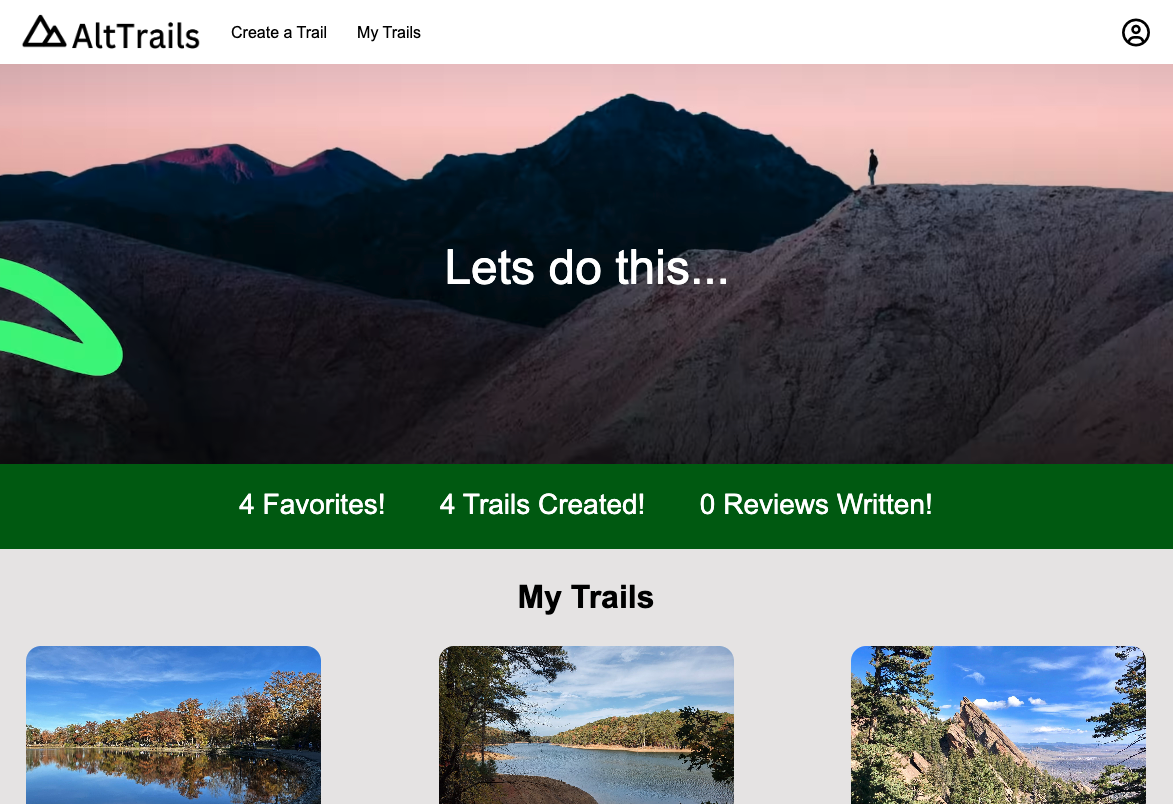 AltTrails
Create a Trail
My Trails
Lets do this...
4 Favorites!
4 Trails Created!
0 Reviews Written!
My Trails